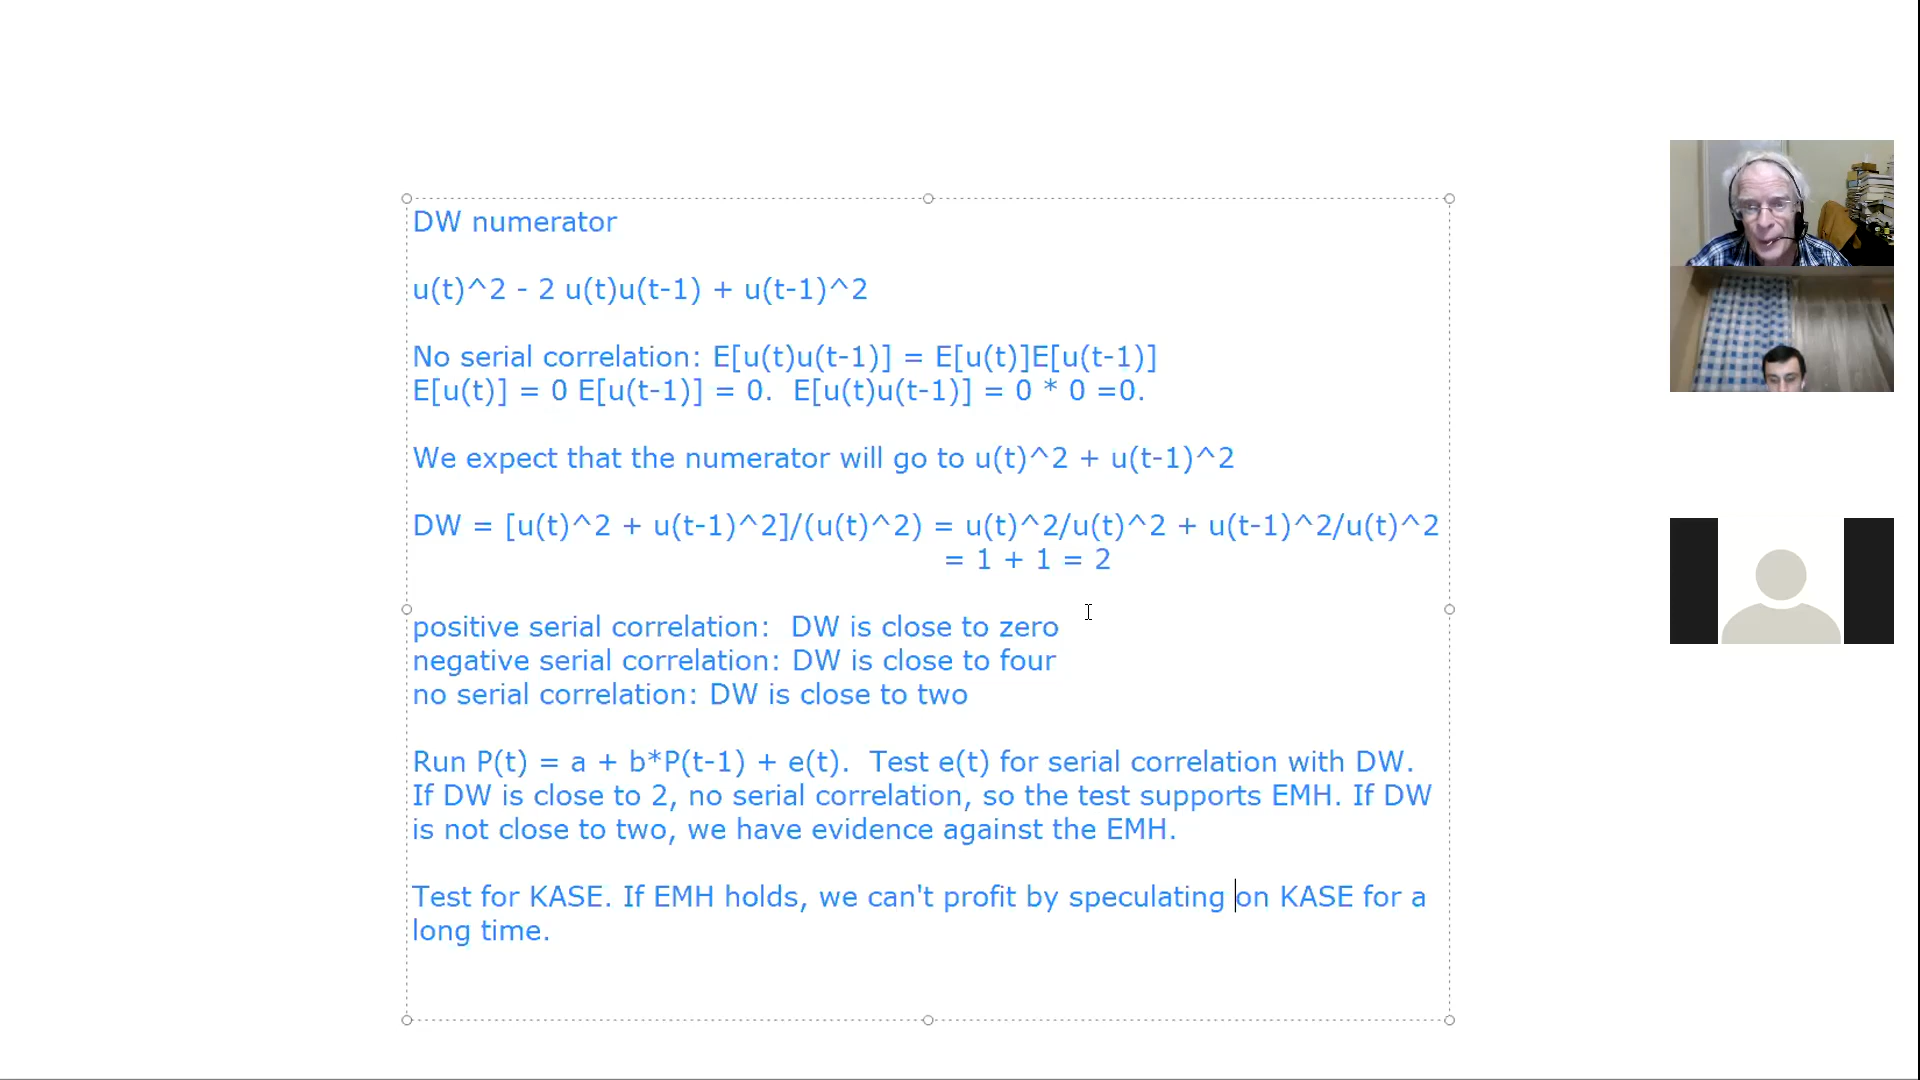 DW numerator
u(t)^2 - 2 u(t)u(t-1) + u(t-1)^2
No serial correlation: E[u(t)u(t-1)] = E[u(t)]E[u(t-1)]
E[u(t)] = 0 E[u(t-1)] = 0.  E[u(t)u(t-1)] = 0 * 0 =0.
We expect that the numerator will go to u(t)^2 + u(t-1)^2
DW = [u(t)^2 + u(t-1)^2]/(u(t)^2) = u(t)^2/u(t)^2 + u(t-1)^2/u(t)^2
= 1 + 1 = 2
positive serial correlation:  DW is close to zero
negative serial correlation: DW is close to four
no serial correlation: DW is close to two
Run P(t) = a + b*P(t-1) + e(t).  Test e(t) for serial correlation with DW.
If DW is close to 2, no serial correlation, so the test supports EMH. If DW
is not close to two, we have evidence against the EMH.
Test for KASE. If EMH holds, we can't profit by speculating on KASE for a
long time.